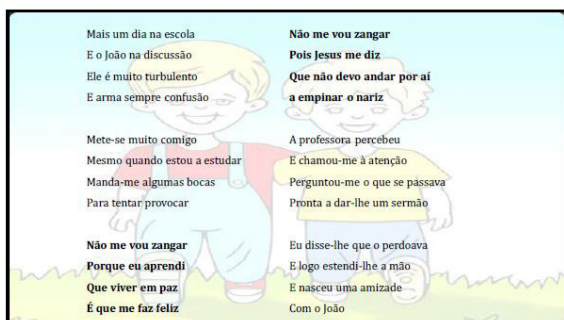 Mais um dia na escola
E o João na discussão
Ele é muito turbulento
E arma sempre confusão
Mete-se muito comigo
Mesmo quando estou a estudar
Manda-me algumas bocas
Para tentar provocar
Não me vou zangar
Porque eu aprendi
Que viver em paz
É que me faz feliz
Não me vou zangar
Pois Jesus me diz
Que não devo andar por aí
a empinar o nariz
A professora percebeu
E chamou-me à atenção
Perguntou-me o que se passava
Pronta a dar-lhe um sermão
Eu disse-lhe que o perdoava
E logo estendi-lhe a mão
E nasceu uma amizade
Com o João